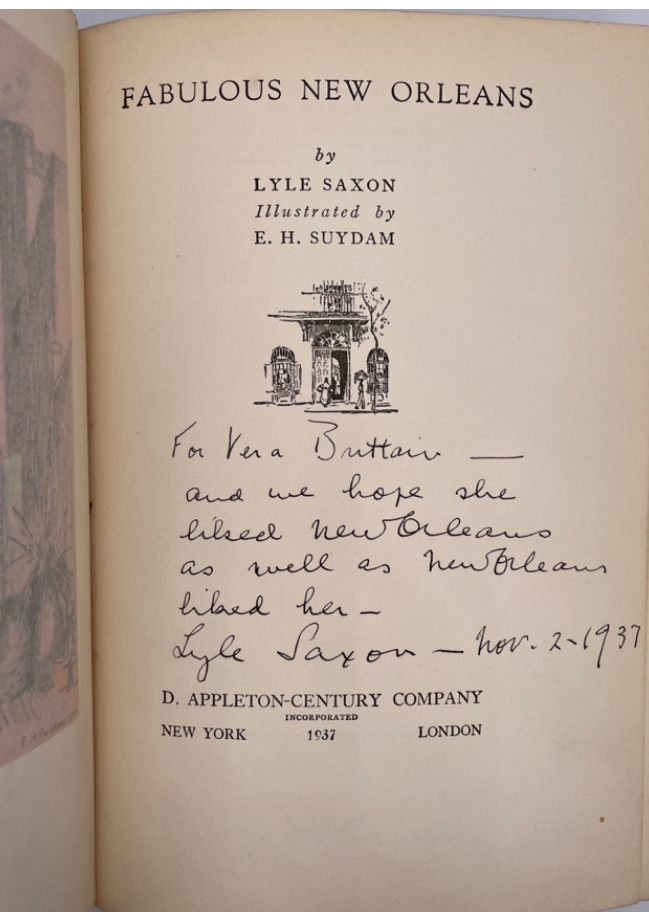 FABULOUS NEW ORLEANS
by
LYLE SAXON
Illustrated by
E. H. SUYDAM
For Vera Brittain —
and we hope she
liked New Orleans
as well as New Orleans
liked her —
Lyle Saxon — Nov. 2-1937
D. APPLETON-CENTURY COMPANY
INCORPORATED
NEW YORK 1937 LONDON